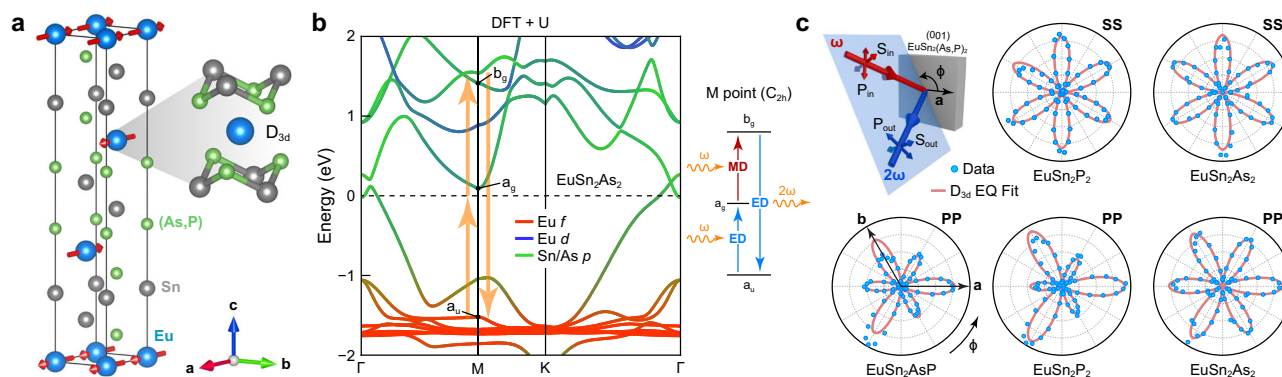 a
D3d
(As,P)
Sn
Eu
c
a
b
b
DFT + U
Energy (eV)
2
1
0
−1
−2
bg
ag
au
EuSn2As2
Eu f
Eu d
Sn/As p
Γ
M
K
Γ
M point (C2h)
bg
ω
MD
2ω
ag
ED
ω
ED
au
c
(001)
EuSn2(As,P)2
ω
Sin
Pin
ϕ
a
Pout
Sout
2ω
Data
D3d EQ Fit
SS
EuSn2P2
SS
EuSn2As2
b
PP
a
ϕ
EuSn2AsP
PP
EuSn2P2
PP
EuSn2As2